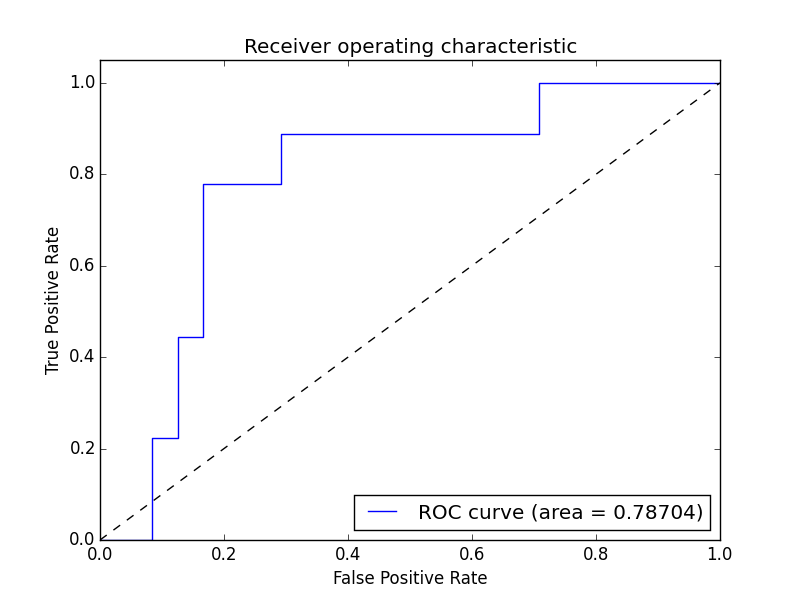 Receiver operating characteristic
1.0
0.8
0.6
0.4
0.2
0.0
True Positive Rate
ROC curve (area = 0.78704)
0.0 0.2 0.4 0.6 0.8 1.0
False Positive Rate